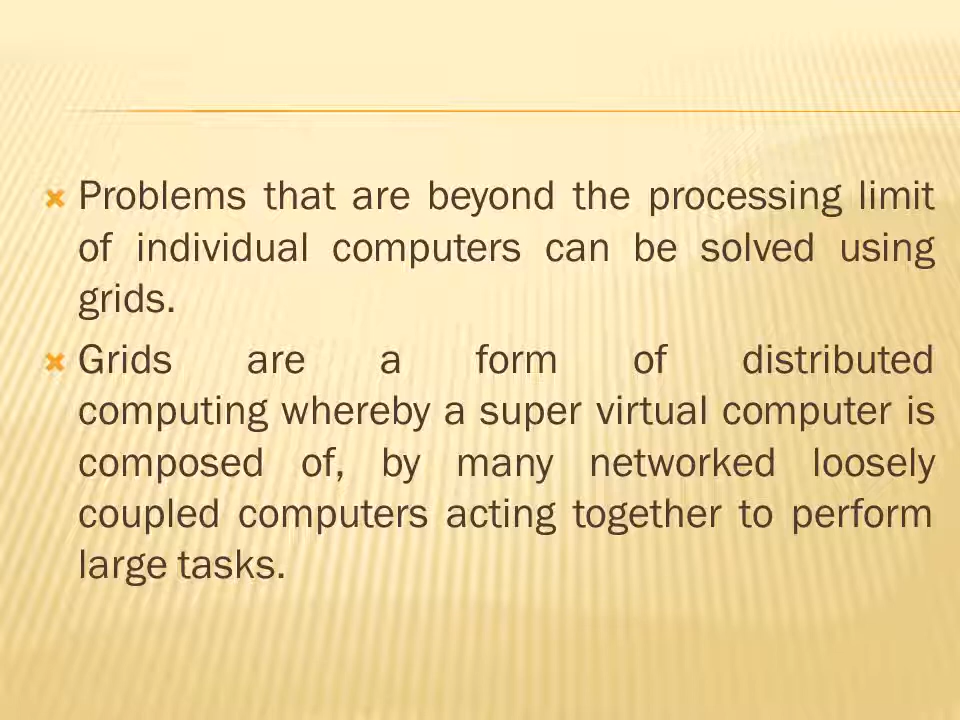 Problems that are beyond the processing limit
of individual computers can be solved using
grids.
Grids are a form of distributed
computing whereby a super virtual computer is
composed of, by many networked loosely
coupled computers acting together to perform
large tasks.